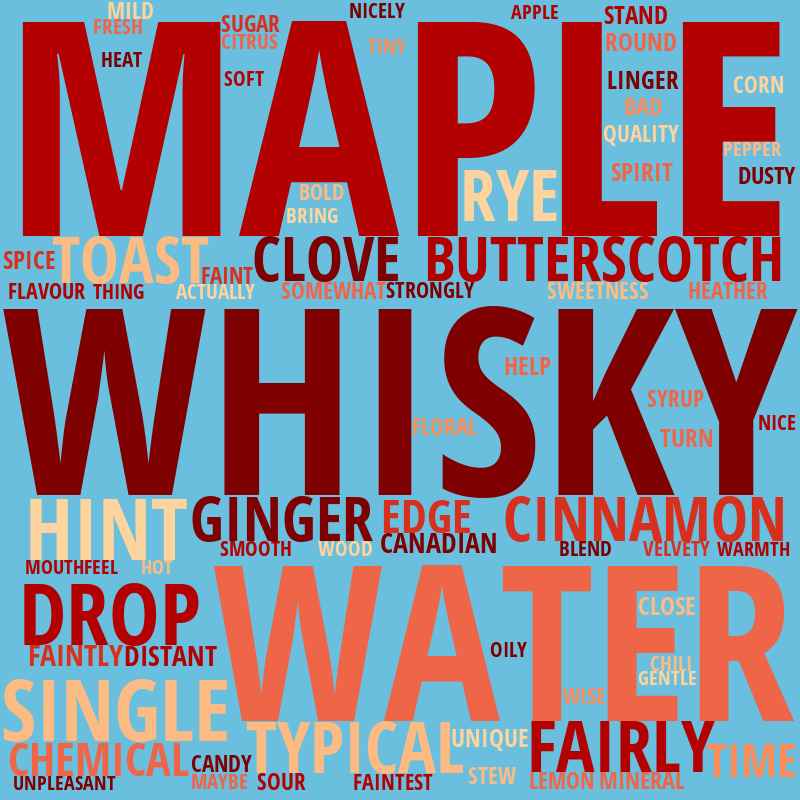 MILD
NICELY
APPLE
STAND
FRESH
SUGAR
CITRUS
TINY
ROUND
HEAT
SOFT
LINGER
CORN
BAD
QUALITY
PEPPER
SPIRIT
DUSTY
MAPLE
BOLD
RYE
BRING
SPICE
TOAST
FAINT
CLOVE
BUTTERSCOTCH
FLAVOUR
THING
ACTUALLY
SOMEWHAT
STRONGLY
SWEETNESS
HEATHER
WHISKY
HELP
SYRUP
FLORAL
TURN
NICE
HINT
GINGER
EDGE
CINNAMON
MOUTHFEEL
HOT
SMOOTH
WOOD
CANADIAN
BLEND
VELVETY
WARMTH
DROP
WATER
CLOSE
FAINTLY
DISTANT
OILY
CHILL
GENTLE
WISE
SINGLE
TYPICAL
UNIQUE
FAIRLY
TIME
CHEMICAL
CANDY
STEW
UNPLEASANT
MAYBE
SOUR
FAINTEST
LEMON
MINERAL